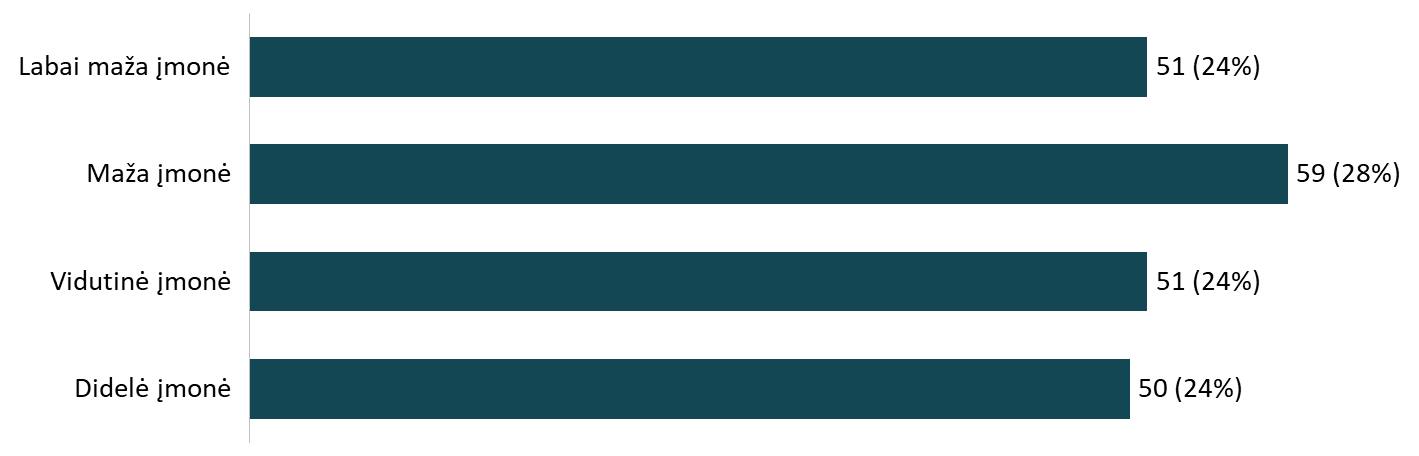 Labai maža įmonė 51 (24%)
Maža įmonė 59 (28%)
Vidutinė įmonė 51 (24%)
Didelė įmonė 50 (24%)